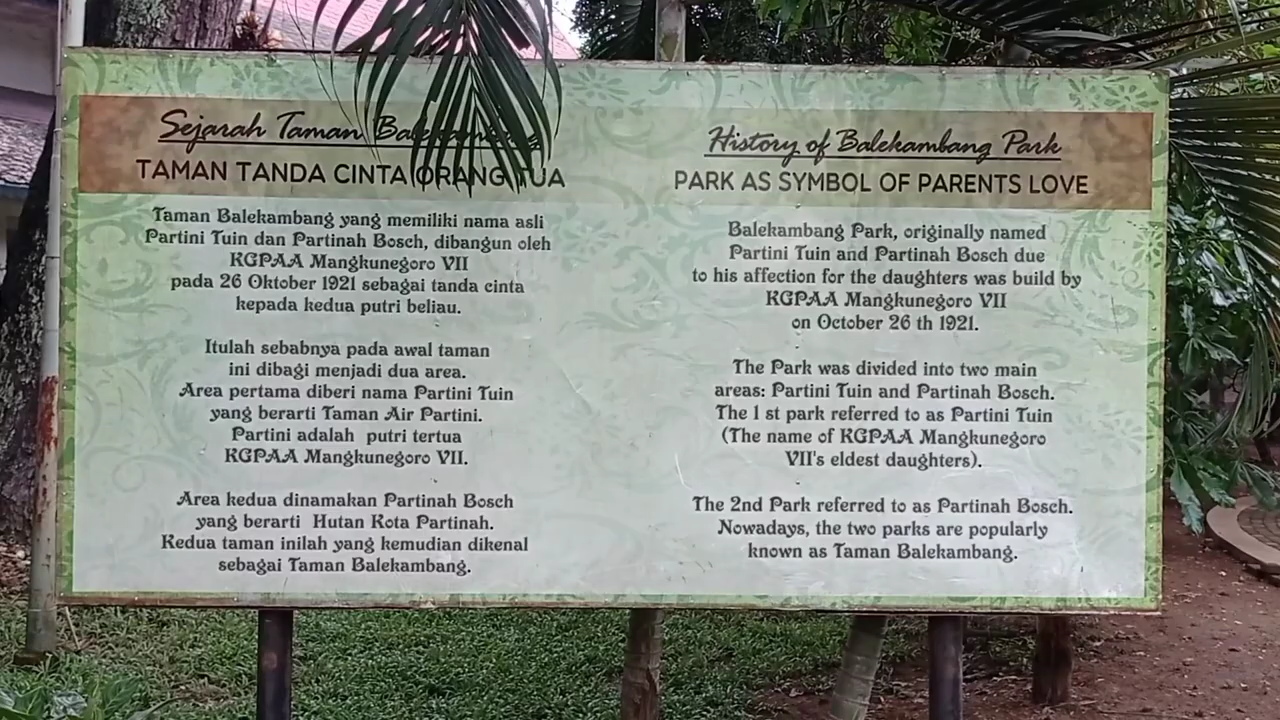 Sejarah Taman Balekambang
TAMAN TANDA CINTA ORANG TUA
Taman Balekambang yang memiliki nama asli
Partini Tuin dan Partinah Bosch, dibangun oleh
KGPAA Mangkunegoro VII
pada 26 Oktober 1921 sebagai tanda cinta
kepada kedua putri beliau.
Itulah sebabnya pada awal taman
ini dibagi menjadi dua area.
Area pertama diberi nama Partini Tuin
yang berarti Taman Air Partini.
Partini adalah putri tertua
KGPAA Mangkunegoro VII.
Area kedua dinamakan Partinah Bosch
yang berarti Hutan Kota Partinah.
Kedua taman inilah yang kemudian dikenal
sebagai Taman Balekambang.
History of Balekambang Park
PARK AS SYMBOL OF PARENTS LOVE
Balekambang Park, originally named
Partini Tuin and Partinah Bosch due
to his affection for the daughters was build by
KGPAA Mangkunegoro VII
on October 26 th 1921.
The Park was divided into two main
areas: Partini Tuin and Partinah Bosch.
The 1 st park referred to as Partini Tuin
(The name of KGPAA Mangkunegoro
VII's eldest daughters).
The 2nd Park referred to as Partinah Bosch.
Nowadays, the two parks are popularly
known as Taman Balekambang.